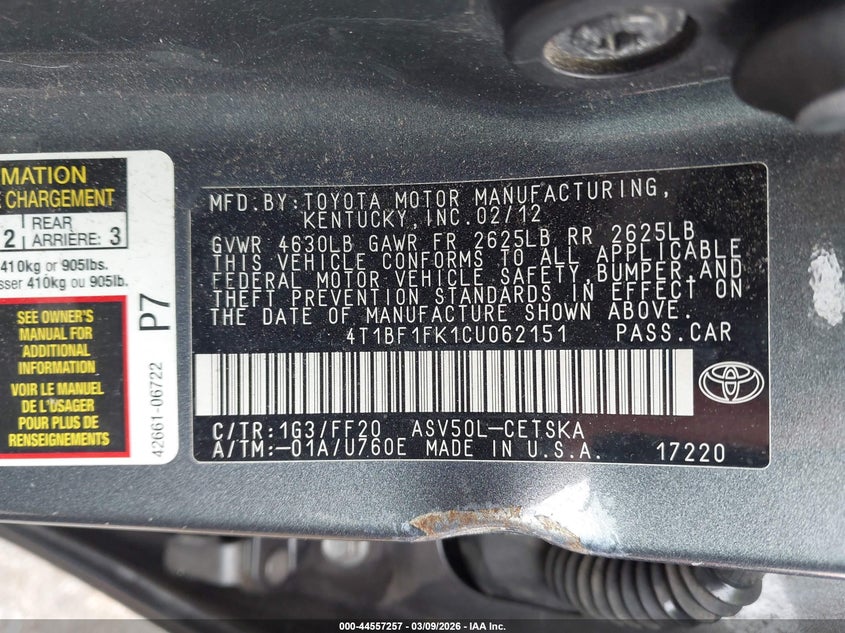 MATION
E CHARGEMENT
2 REAR ARRIÈRE: 3
410kg or 905lbs.
sser 410kg ou 905lb.
SEE OWNER'S
MANUAL FOR
ADDITIONAL
INFORMATION
VOIR LE MANUEL
DE L'USAGER
POUR PLUS DE
RENSEIGNEMENTS
P7
42661-06722
MFD.BY:TOYOTA MOTOR MANUFACTURING,
KENTUCKY,INC.02/12
GVWR 4630LB GAWR FR 2625LB RR 2625LB
THIS VEHICLE CONFORMS TO ALL APPLICABLE
FEDERAL MOTOR VEHICLE SAFETY,BUMPER,AND
THEFT PREVENTION STANDARDS IN EFFECT ON
THE DATE OF MANUFACTURE SHOWN ABOVE.
4T1BF1FK1CU062151 PASS.CAR
C/TR:1G3/FF20 ASV50L-CETSKA
A/TM:-01A/U760E MADE IN U.S.A. 17220
000-44557257 - 03/09/2026 - IAA Inc.